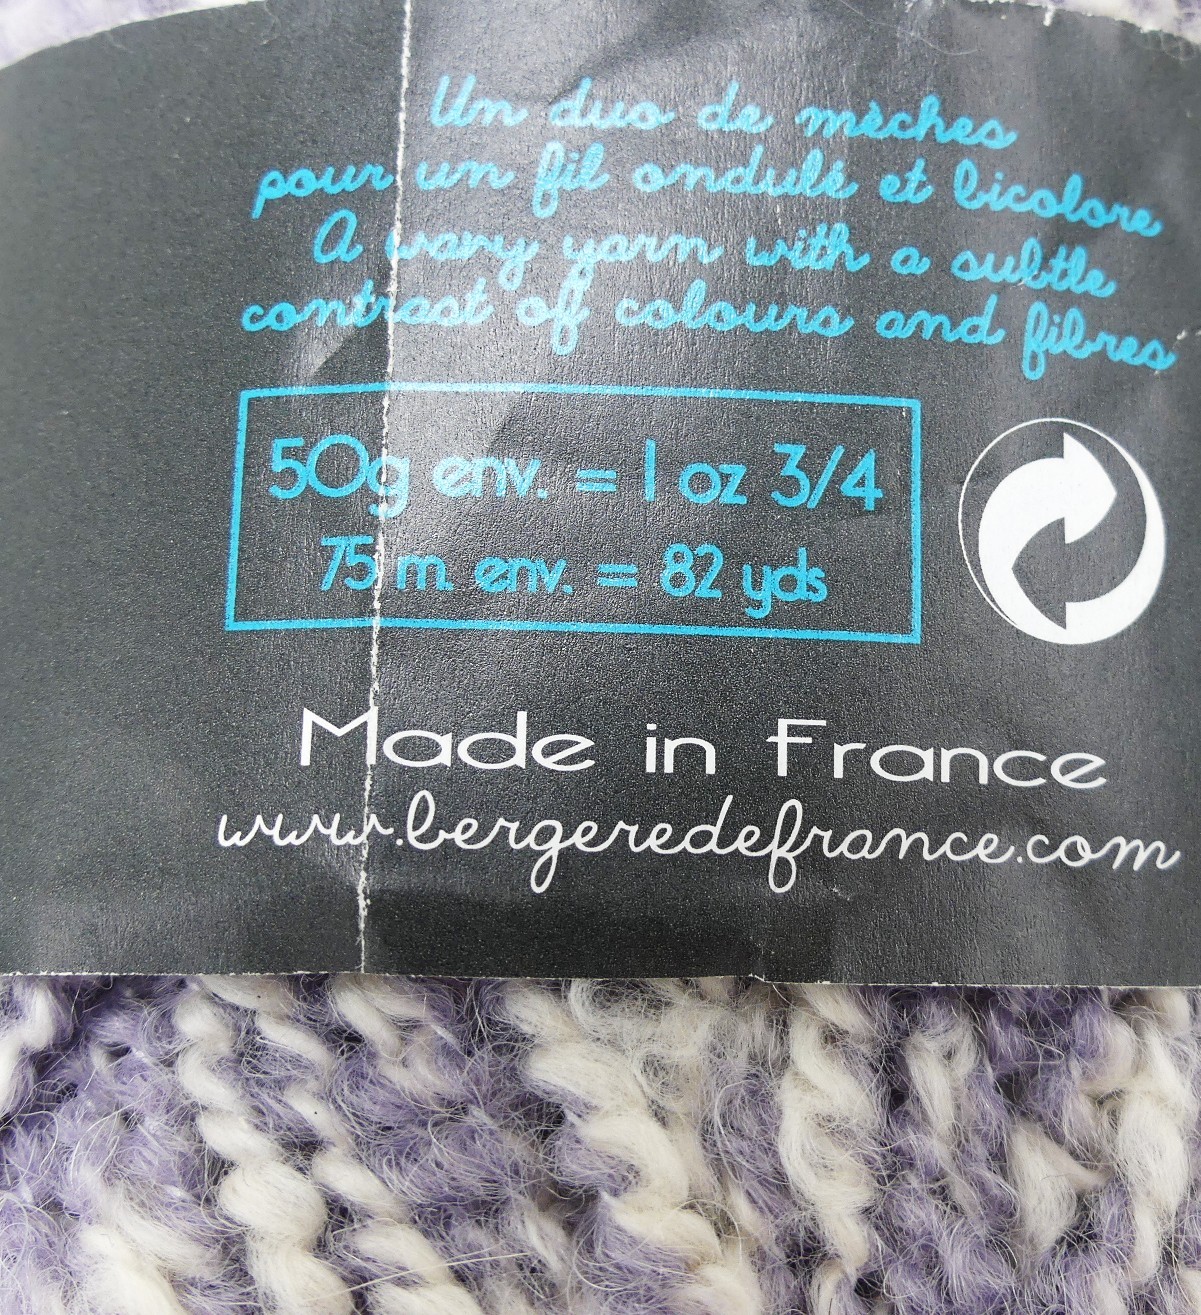 Un duo de mèches
pour un fil ondulé et bicolore
A wavy yarn with a subtle
contrast of colours and fibres
50g env. = 1 oz 3/4
75 m. env. = 82 yds
Made in France
www.bergeredefrance.com